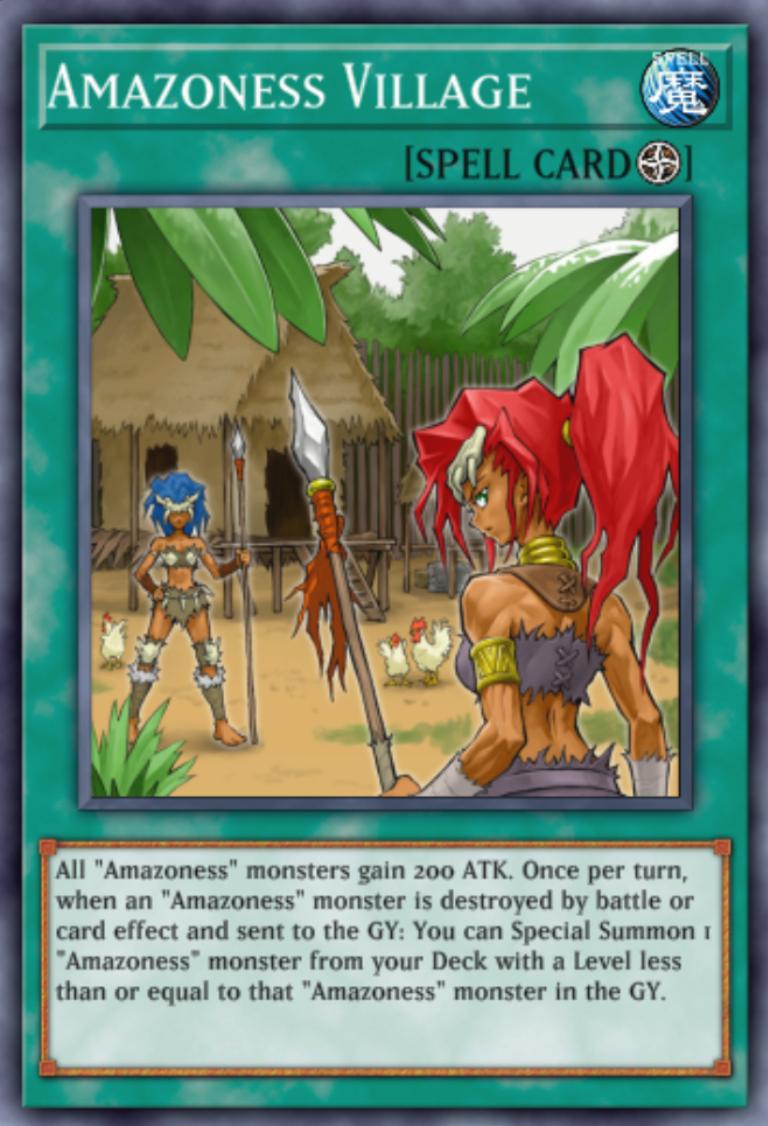 AMAZONESS VILLAGE
SPELL
魔
[SPELL CARD]
All "Amazoness" monsters gain 200 ATK. Once per turn,
when an "Amazoness" monster is destroyed by battle or
card effect and sent to the GY: You can Special Summon 1
"Amazoness" monster from your Deck with a Level less
than or equal to that "Amazoness" monster in the GY.